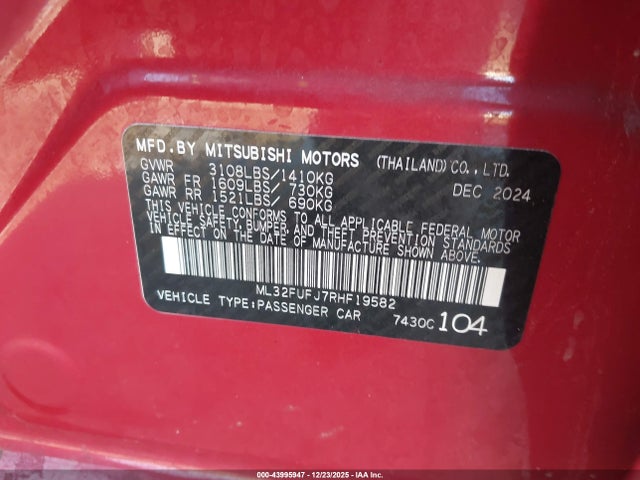 MFD.BY MITSUBISHI MOTORS (THAILAND)CO.,LTD.
GVWR 3108LBS/1410KG
GAWR FR 1609LBS/ 730KG DEC 2024
GAWR RR 1521LBS/ 690KG
THIS VEHICLE CONFORMS TO ALL APPLICABLE FEDERAL MOTOR
VEHICLE SAFETY,BUMPER,AND THEFT PREVENTION STANDARDS
IN EFFECT ON THE DATE OF MANUFACTURE SHOWN ABOVE.
ML32FUFJ7RHF19582
VEHICLE TYPE:PASSENGER CAR 7430C 104
000-43995947 - 12/23/2025 - Copyright © IAA, LLC